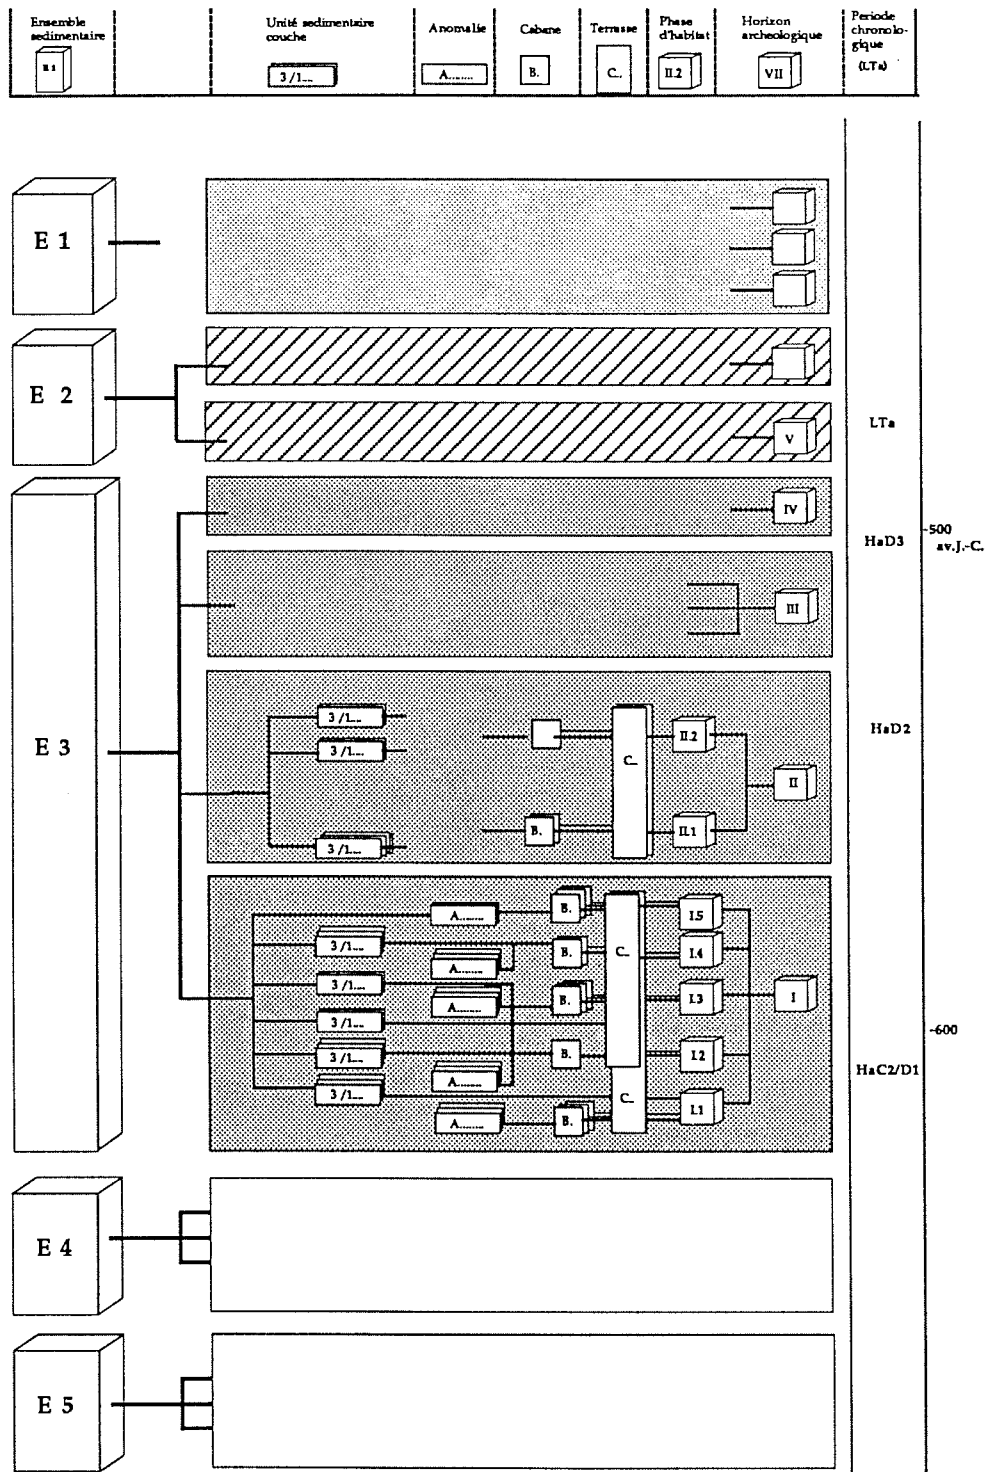 Ensemble
sedimentaire
Unité sedimentaire
couche
3 /1....
Anomalie
A........
Cabane
B.
Terrasse
C..
Phase
d'habitat
II.2
Horizon
archeologique
VII
Periode
chronolo-
gique
(LTa)
E 1
E 2
V
LTa
IV
-500
av.J.-C.
HaD3
III
E 3
3 /1....
3 /1....
C..
II.2
HaD2
II
3 /1....
B.
II.1
A........
B.
I.5
3 /1....
B.
C..
I.4
A........
3 /1....
A........
B.
I.3
I
3 /1....
-600
3 /1....
B.
I.2
A........
HaC2/D1
3 /1....
C..
I.1
A........
B.
E 4
E 5